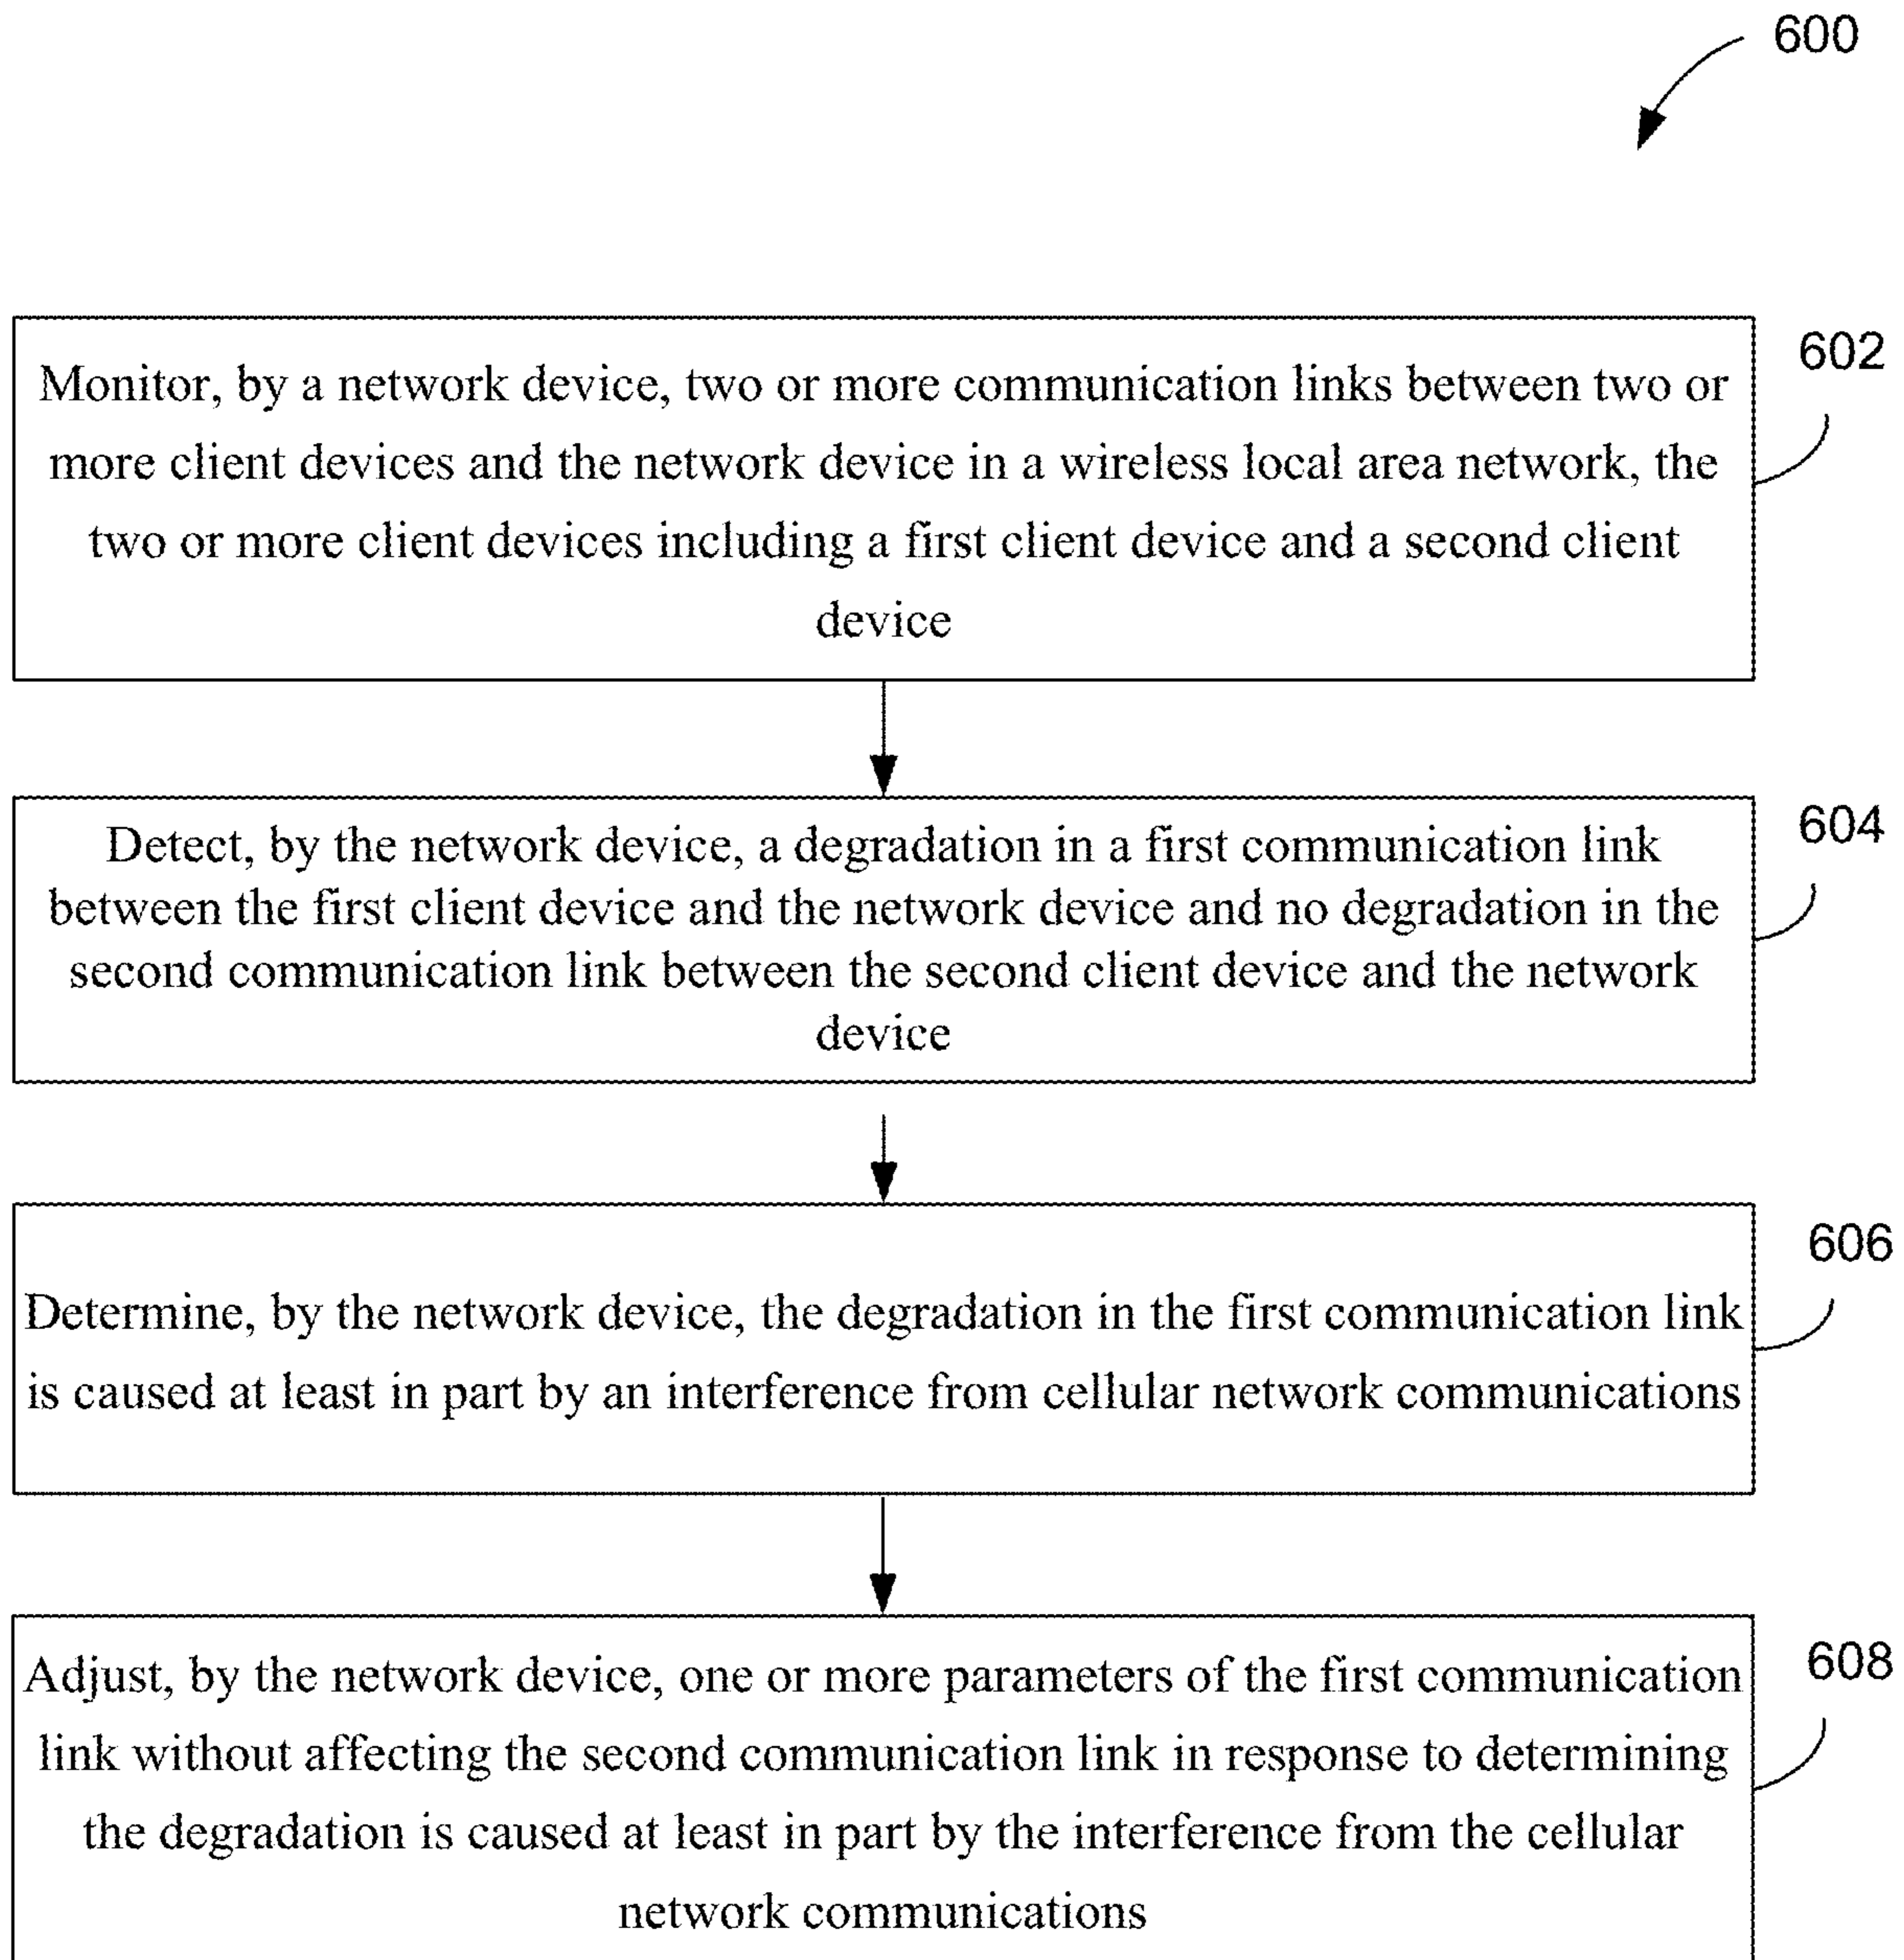 600
602
Monitor, by a network device, two or more communication links between two or
more client devices and the network device in a wireless local area network, the
two or more client devices including a first client device and a second client
device
604
Detect, by the network device, a degradation in a first communication link
between the first client device and the network device and no degradation in the
second communication link between the second client device and the network
device
606
Determine, by the network device, the degradation in the first communication link
is caused at least in part by an interference from cellular network communications
608
Adjust, by the network device, one or more parameters of the first communication
link without affecting the second communication link in response to determining
the degradation is caused at least in part by the interference from the cellular
network communications